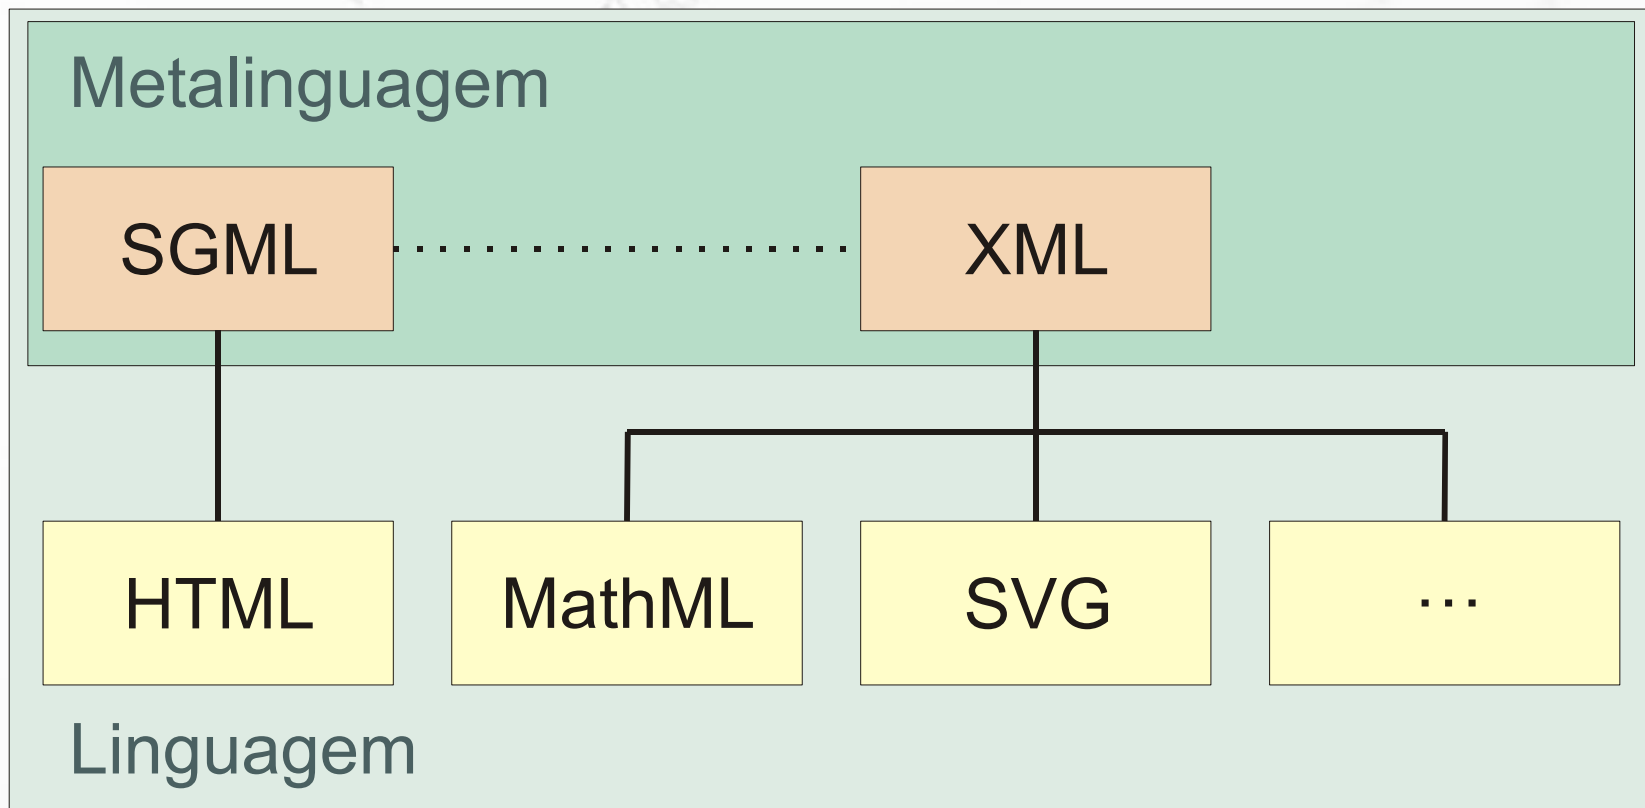 Metalinguagem
SGML
XML
HTML
MathML
SVG
...
Linguagem